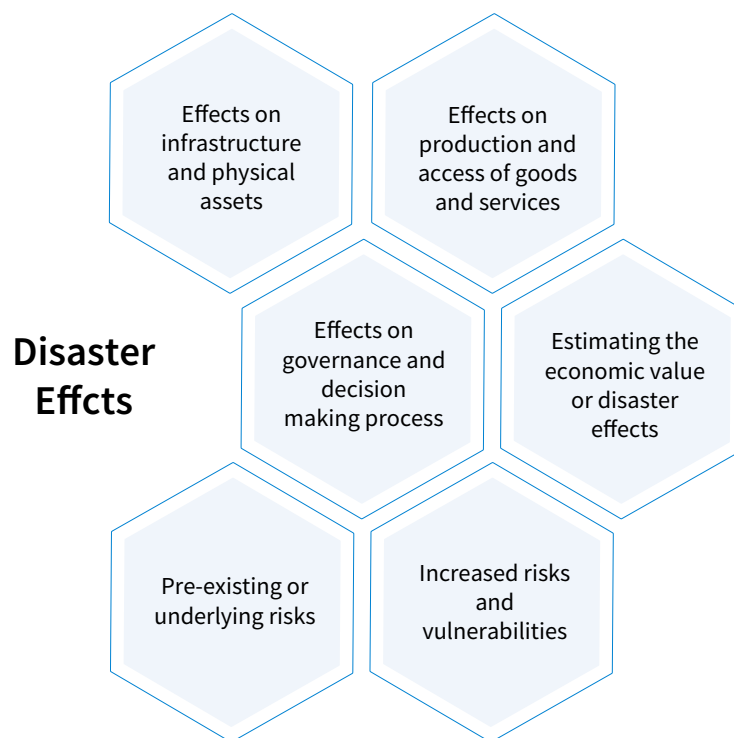 Effects on
infrastructure
and physical
assets
Effects on
production and
access of goods
and services
Disaster
Effcts
Effects on
governance and
decision
making process
Estimating the
economic value
or disaster
effects
Pre-existing or
underlying risks
Increased risks
and
vulnerabilities